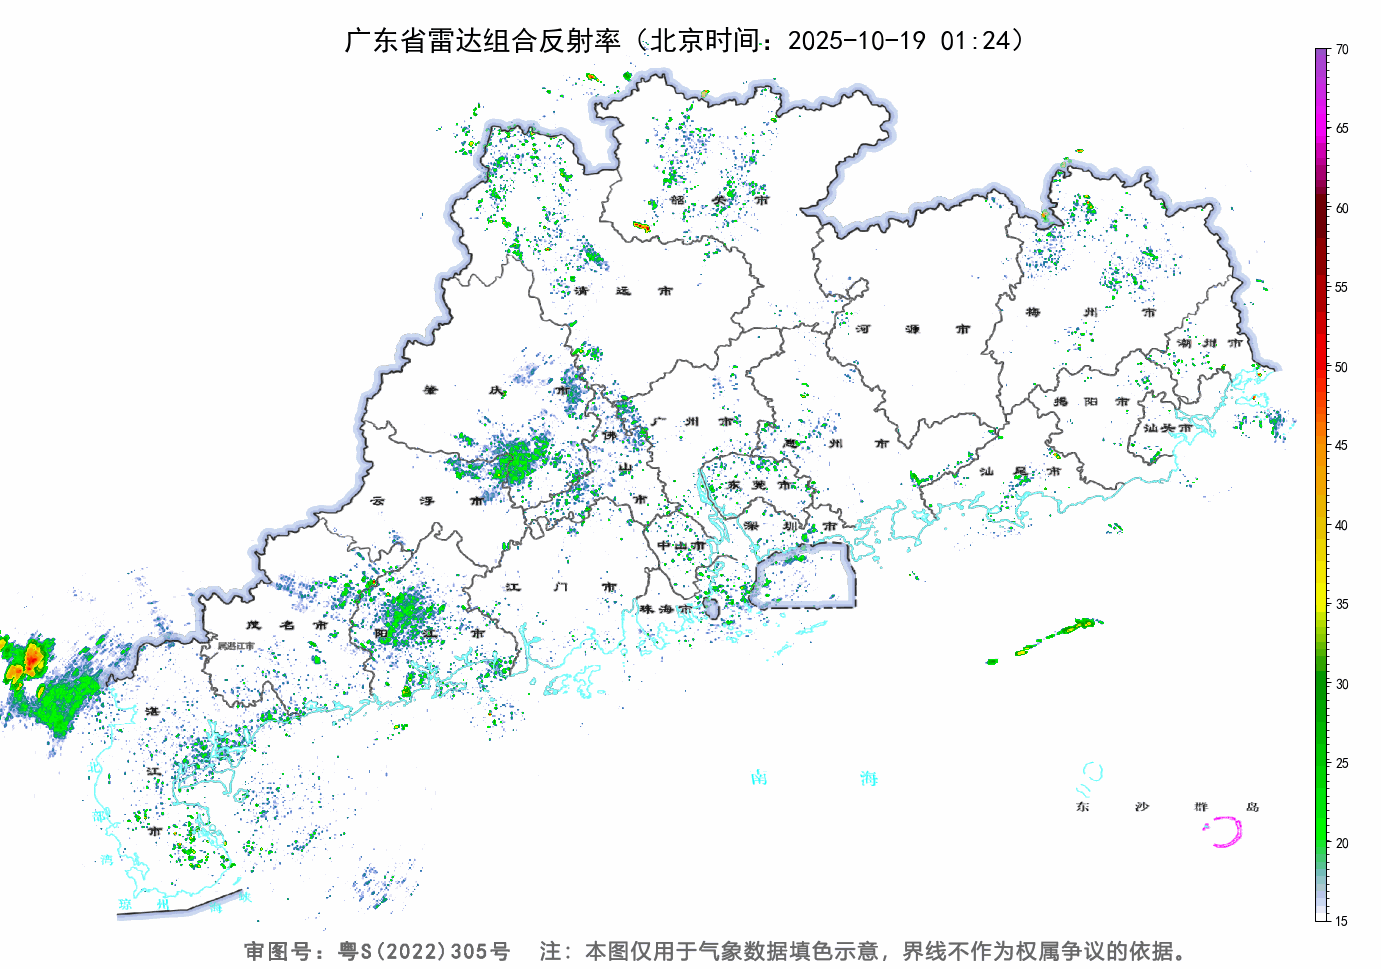 广东省雷达组合反射率（北京时间：2025-10-19 01:24）
70
65
60
55
50
45
40
35
30
25
20
15
韶关市
清远市
河源市
梅州市
潮州市
肇庆市
广州市
惠州市
揭阳市
汕头市
佛山市
云浮市
东莞市
汕尾市
深圳市
中山市
江门市
珠海市
茂名市
阳江市
属湛江市
湛江市
北部湾
琼州海峡
南海
东沙群岛
审图号：粤S(2022)305号 注：本图仅用于气象数据填色示意，界线不作为权属争议的依据。